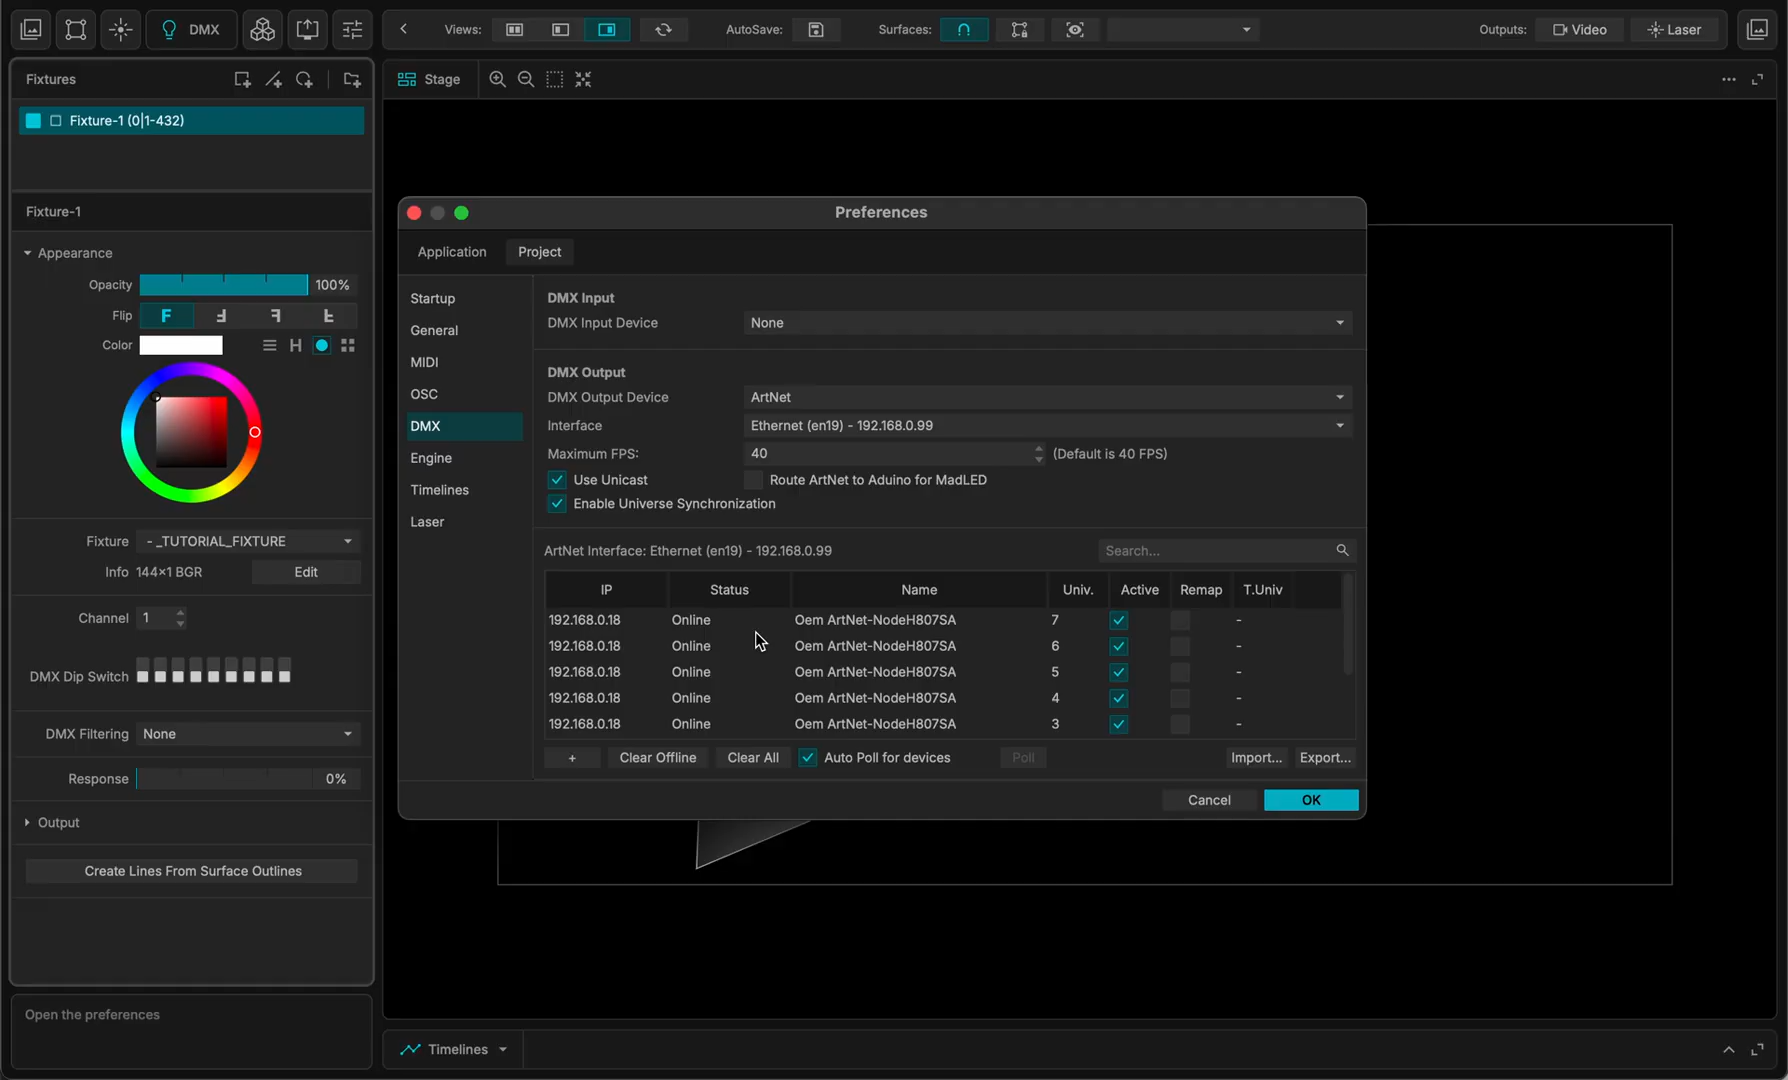 DMX
Views:
AutoSave:
Surfaces:
Outputs:
Video
Laser
Fixtures
Stage
Fixture-1 (0|1-432)
Fixture-1
Appearance
Opacity
100%
Flip
Color
Fixture
- _TUTORIAL_FIXTURE
Info
144×1 BGR
Edit
Channel
1
DMX Dip Switch
DMX Filtering
None
Response
0%
Output
Create Lines From Surface Outlines
Open the preferences
Preferences
Application
Project
Startup
General
MIDI
OSC
DMX
Engine
Timelines
Laser
DMX Input
DMX Input Device
None
DMX Output
DMX Output Device
ArtNet
Interface
Ethernet (en19) - 192.168.0.99
Maximum FPS:
40
(Default is 40 FPS)
Use Unicast
Route ArtNet to Aduino for MadLED
Enable Universe Synchronization
ArtNet Interface: Ethernet (en19) - 192.168.0.99
Search...
IP Status Name Univ. Active Remap T.Univ
192.168.0.18 Online Oem ArtNet-NodeH807SA 7 -
192.168.0.18 Online Oem ArtNet-NodeH807SA 6 -
192.168.0.18 Online Oem ArtNet-NodeH807SA 5 -
192.168.0.18 Online Oem ArtNet-NodeH807SA 4 -
192.168.0.18 Online Oem ArtNet-NodeH807SA 3 -
+
Clear Offline
Clear All
Auto Poll for devices
Poll
Import...
Export...
Cancel
OK
Timelines